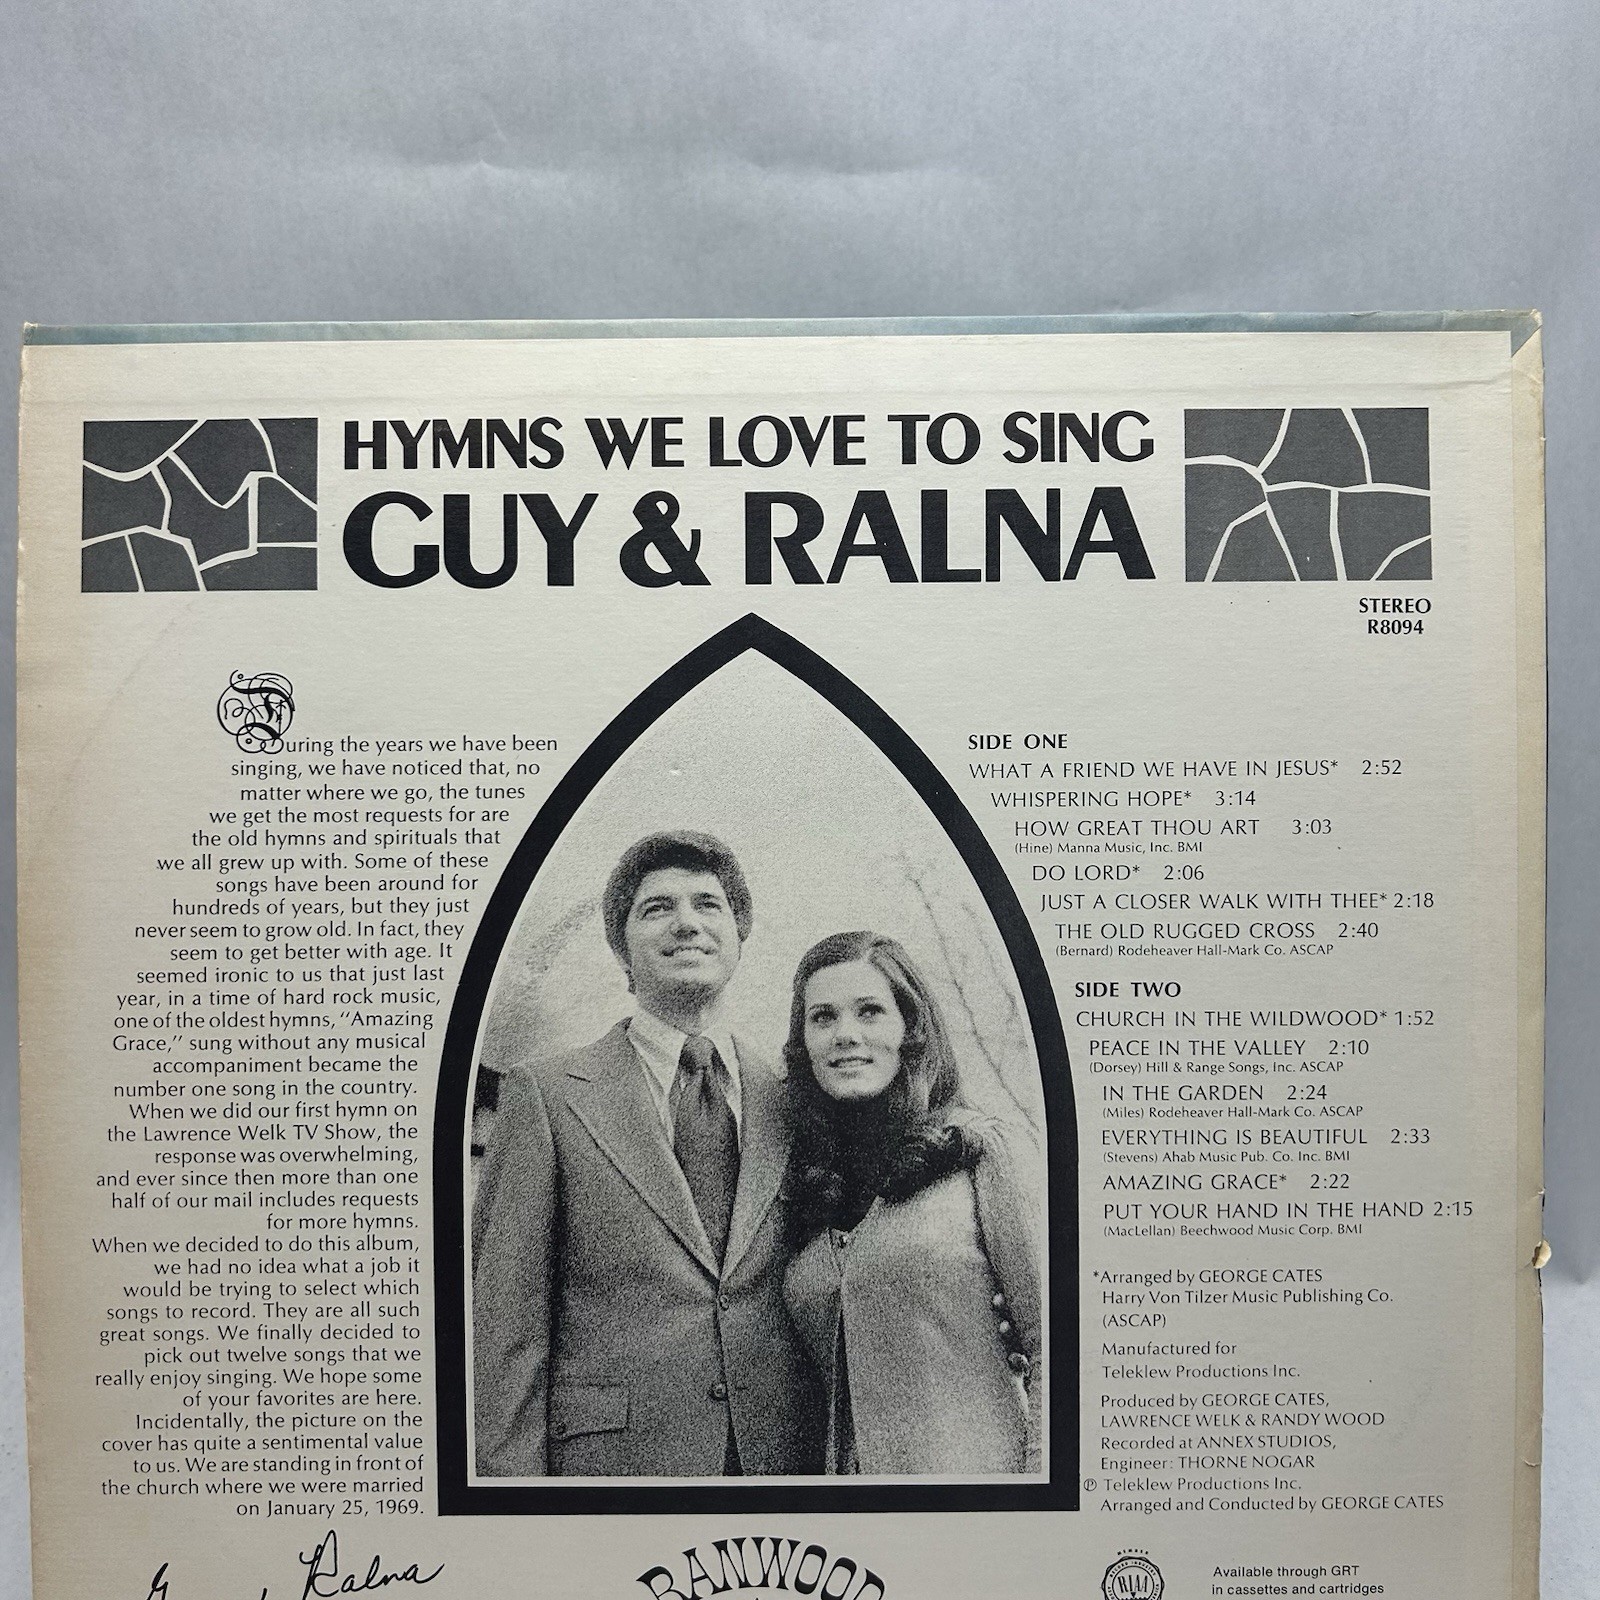 HYMNS WE LOVE TO SING
GUY & RALNA
STEREO
R8094
During the years we have been
singing, we have noticed that, no
matter where we go, the tunes
we get the most requests for are
the old hymns and spirituals that
we all grew up with. Some of these
songs have been around for
hundreds of years, but they just
never seem to grow old. In fact, they
seem to get better with age. It
seemed ironic to us that just last
year, in a time of hard rock music,
one of the oldest hymns, "Amazing
Grace," sung without any musical
accompaniment became the
number one song in the country.
When we did our first hymn on
the Lawrence Welk TV Show, the
response was overwhelming,
and ever since then more than one
half of our mail includes requests
for more hymns.
When we decided to do this album,
we had no idea what a job it
would be trying to select which
songs to record. They are all such
great songs. We finally decided to
pick out twelve songs that we
really enjoy singing. We hope some
of your favorites are here.
Incidentally, the picture on the
cover has quite a sentimental value
to us. We are standing in front of
the church where we were married
on January 25, 1969.
Ralna
SIDE ONE
WHAT A FRIEND WE HAVE IN JESUS* 2:52
WHISPERING HOPE* 3:14
HOW GREAT THOU ART 3:03
(Hine) Manna Music, Inc. BMI
DO LORD* 2:06
JUST A CLOSER WALK WITH THEE* 2:18
THE OLD RUGGED CROSS 2:40
(Bernard) Rodeheaver Hall-Mark Co. ASCAP
SIDE TWO
CHURCH IN THE WILDWOOD* 1:52
PEACE IN THE VALLEY 2:10
(Dorsey) Hill & Range Songs, Inc. ASCAP
IN THE GARDEN 2:24
(Miles) Rodeheaver Hall-Mark Co. ASCAP
EVERYTHING IS BEAUTIFUL 2:33
(Stevens) Ahab Music Pub. Co. Inc. BMI
AMAZING GRACE* 2:22
PUT YOUR HAND IN THE HAND 2:15
(MacLellan) Beechwood Music Corp. BMI
*Arranged by GEORGE CATES
Harry Von Tilzer Music Publishing Co.
(ASCAP)
Manufactured for
Teleklew Productions Inc.
Produced by GEORGE CATES,
LAWRENCE WELK & RANDY WOOD
Recorded at ANNEX STUDIOS,
Engineer: THORNE NOGAR
℗ Teleklew Productions Inc.
Arranged and Conducted by GEORGE CATES
RANWOOD
MEMBER
RIAA
Available through GRT
in cassettes and cartridges